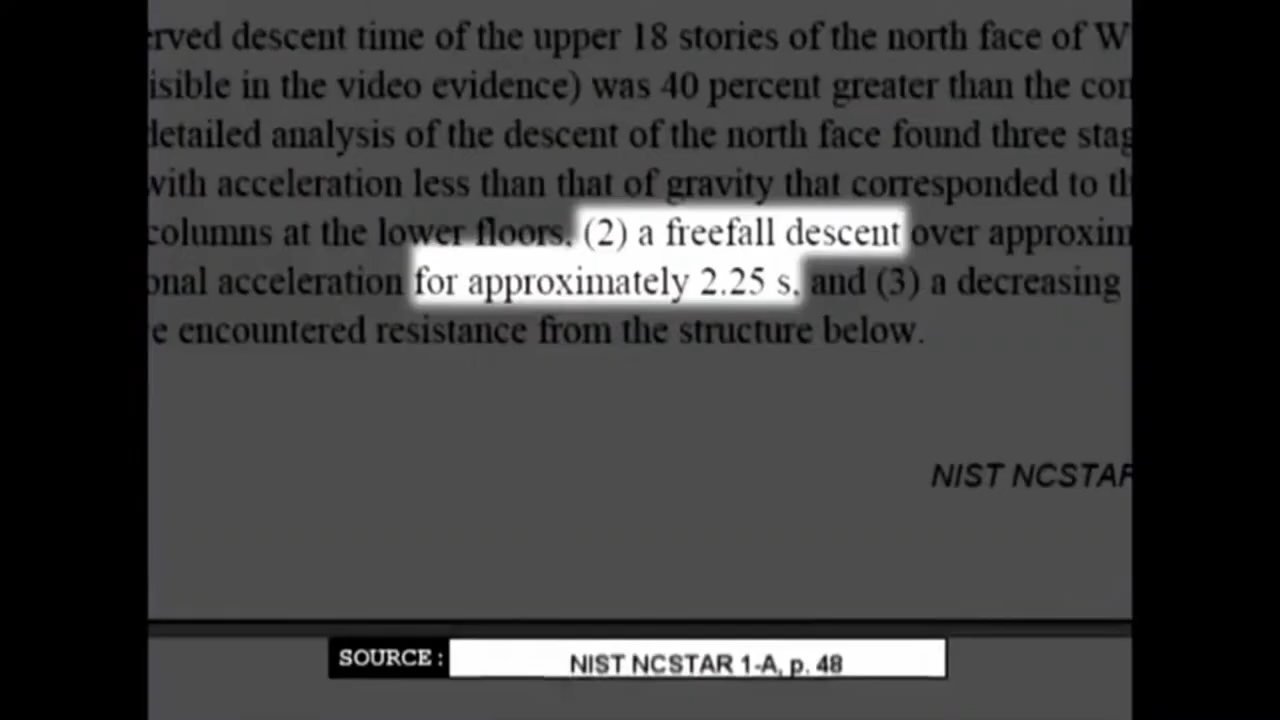 rved descent time of the upper 18 stories of the north face of W
isible in the video evidence) was 40 percent greater than the con
detailed analysis of the descent of the north face found three stag
with acceleration less than that of gravity that corresponded to th
columns at the lower floors, (2) a freefall descent over approxim
onal acceleration for approximately 2.25 s, and (3) a decreasing
e encountered resistance from the structure below.
NIST NCSTAR
SOURCE: NIST NCSTAR 1-A, p. 48